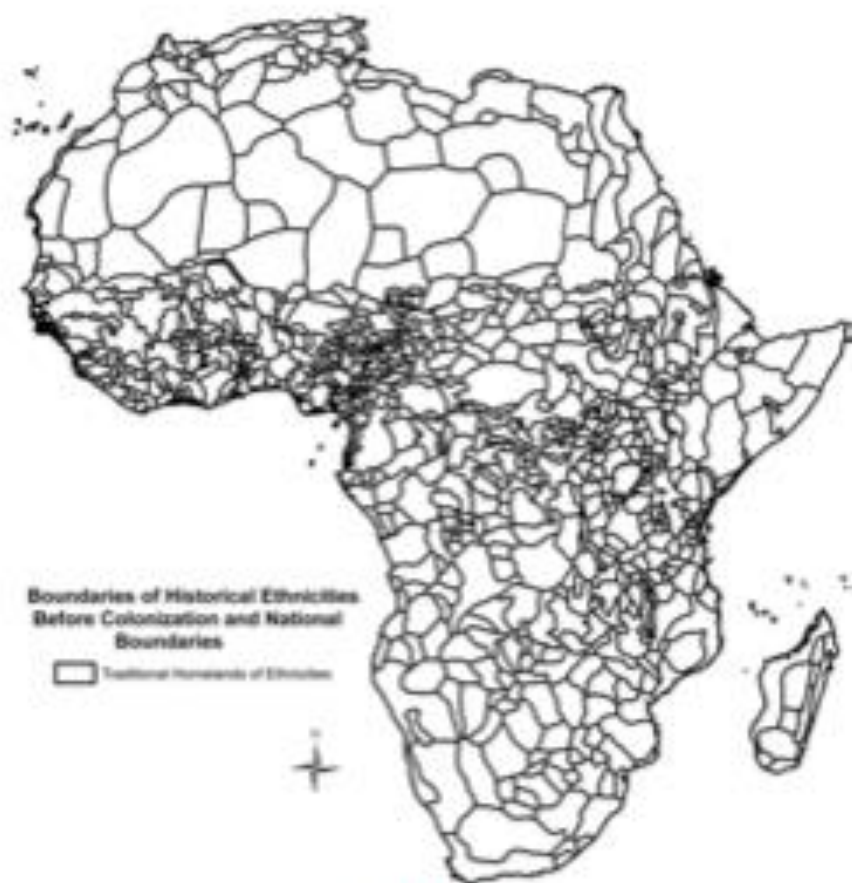 Boundaries of Historical Ethnicities
Before Colonization and National
Boundaries
Traditional Homelands of Ethnicities